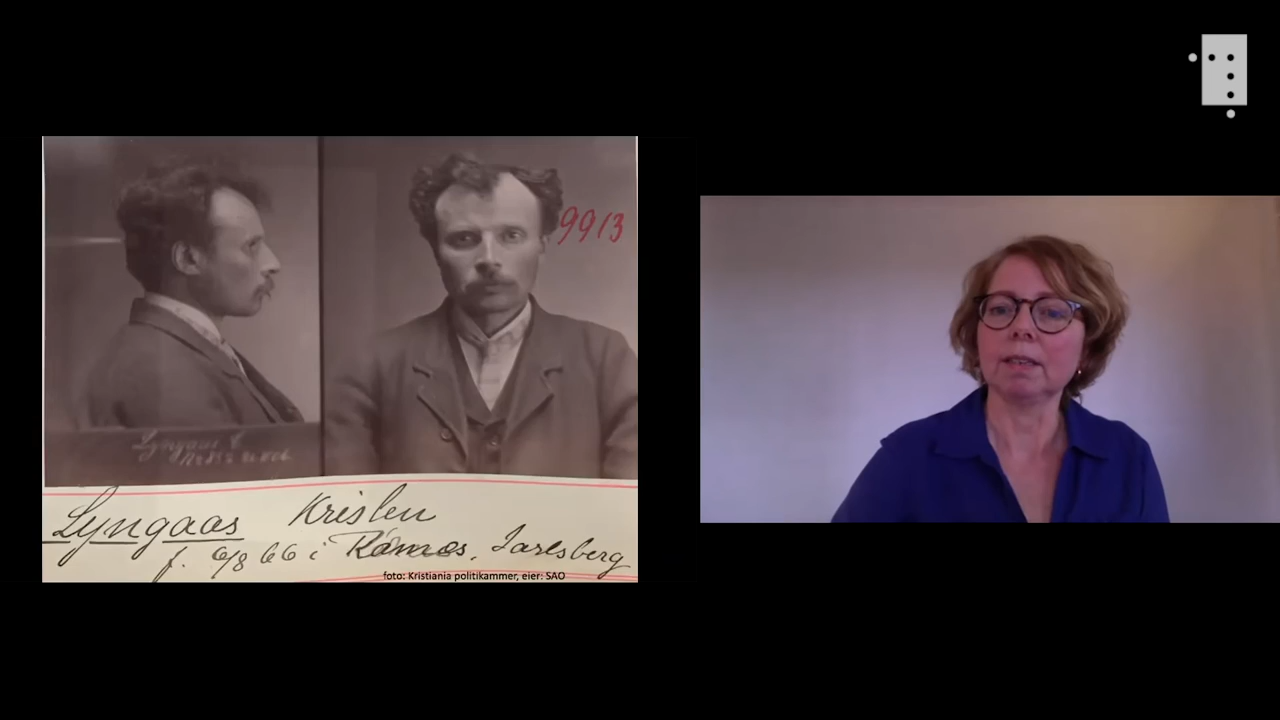 9913
Lyngaas Kristen
f. 6/8 66 i Ramnes, Jarlsberg
foto: Kristiania politikammer, eier: SAO